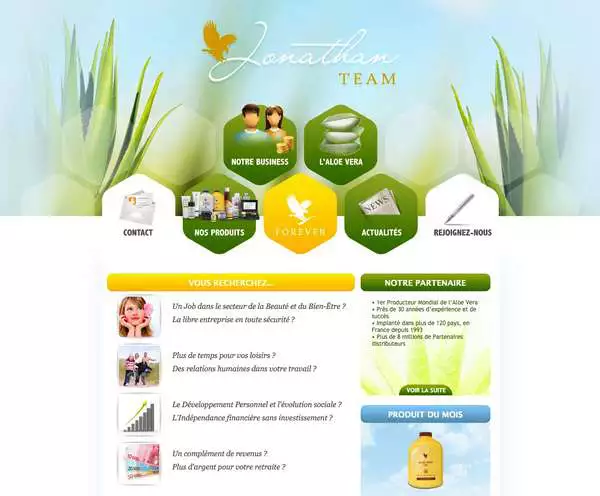 Jonathan
TEAM
NOTRE BUSINESS
L'ALOE VERA
CONTACT
NOS PRODUITS
FOREVER
NEWS
ACTUALITÉS
REJOIGNEZ-NOUS
VOUS RECHERCHEZ...
Un Job dans le secteur de la Beauté et du Bien-Être ?
La libre entreprise en toute sécurité ?
Plus de temps pour vos loisirs ?
Des relations humaines dans votre travail ?
Le Développement Personnel et l'évolution sociale ?
L'Indépendance financière sans investissement ?
Un complément de revenus ?
Plus d'argent pour votre retraite ?
NOTRE PARTENAIRE
• 1er Producteur Mondial de l'Aloe Vera
• Près de 30 années d'expérience et de
succès
• Implanté dans plus de 120 pays, en
France depuis 1993
• Plus de 8 millions de Partenaires
distributeurs
VOIR LA SUITE
PRODUIT DU MOIS